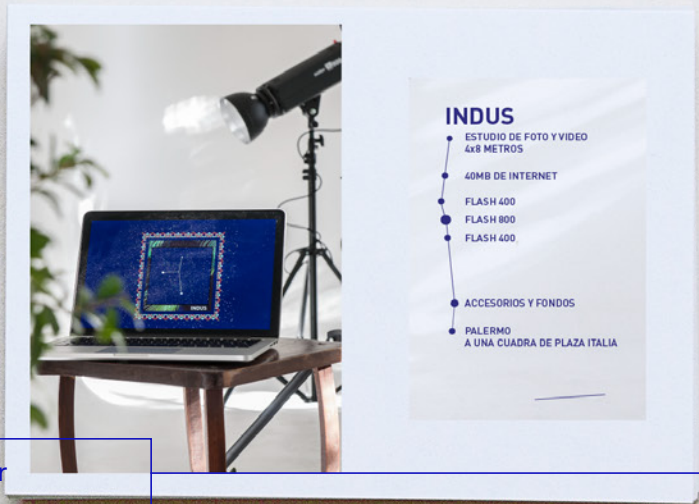 INDUS
ESTUDIO DE FOTO Y VIDEO
4x8 METROS
40MB DE INTERNET
FLASH 400
FLASH 800
FLASH 400
ACCESORIOS Y FONDOS
PALERMO
A UNA CUADRA DE PLAZA ITALIA
INDUS
r